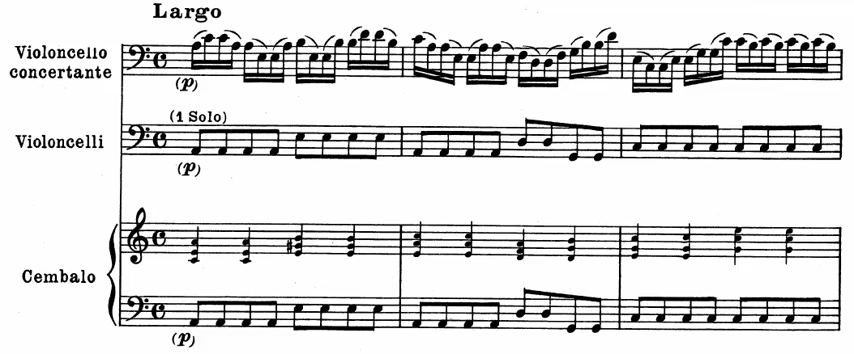 Largo
Violoncello
concertante
(p)
(1 Solo)
Violoncelli
(p)
Cembalo
(p)